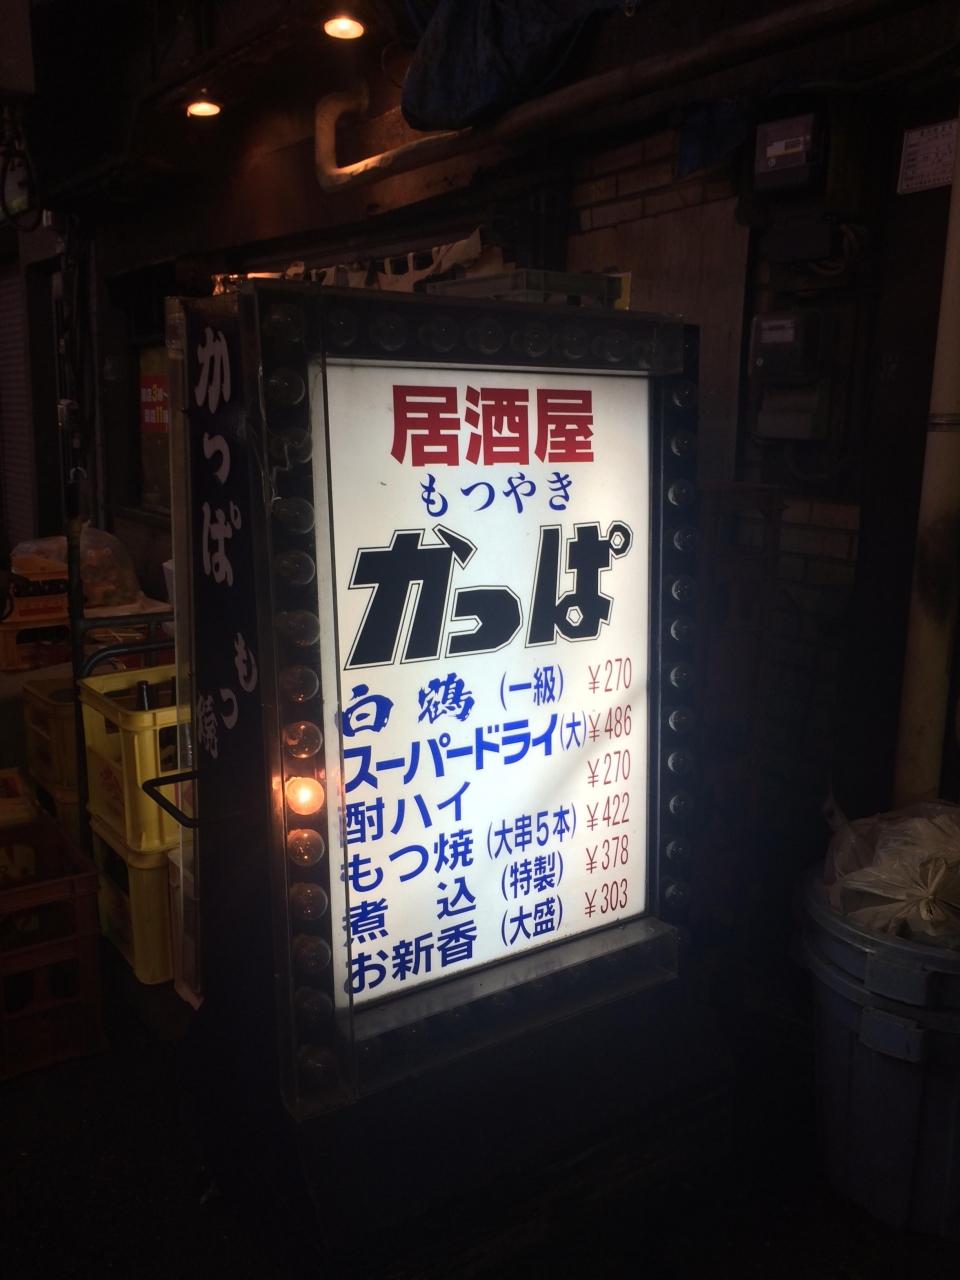 居酒屋
もつやき
かっぱ
白鶴(一級) ¥270
スーパードライ(大) ¥486
酎ハイ ¥270
もつ焼(大串5本) ¥422
煮込(特製) ¥378
お新香(大盛) ¥303
かっぱ もつ焼